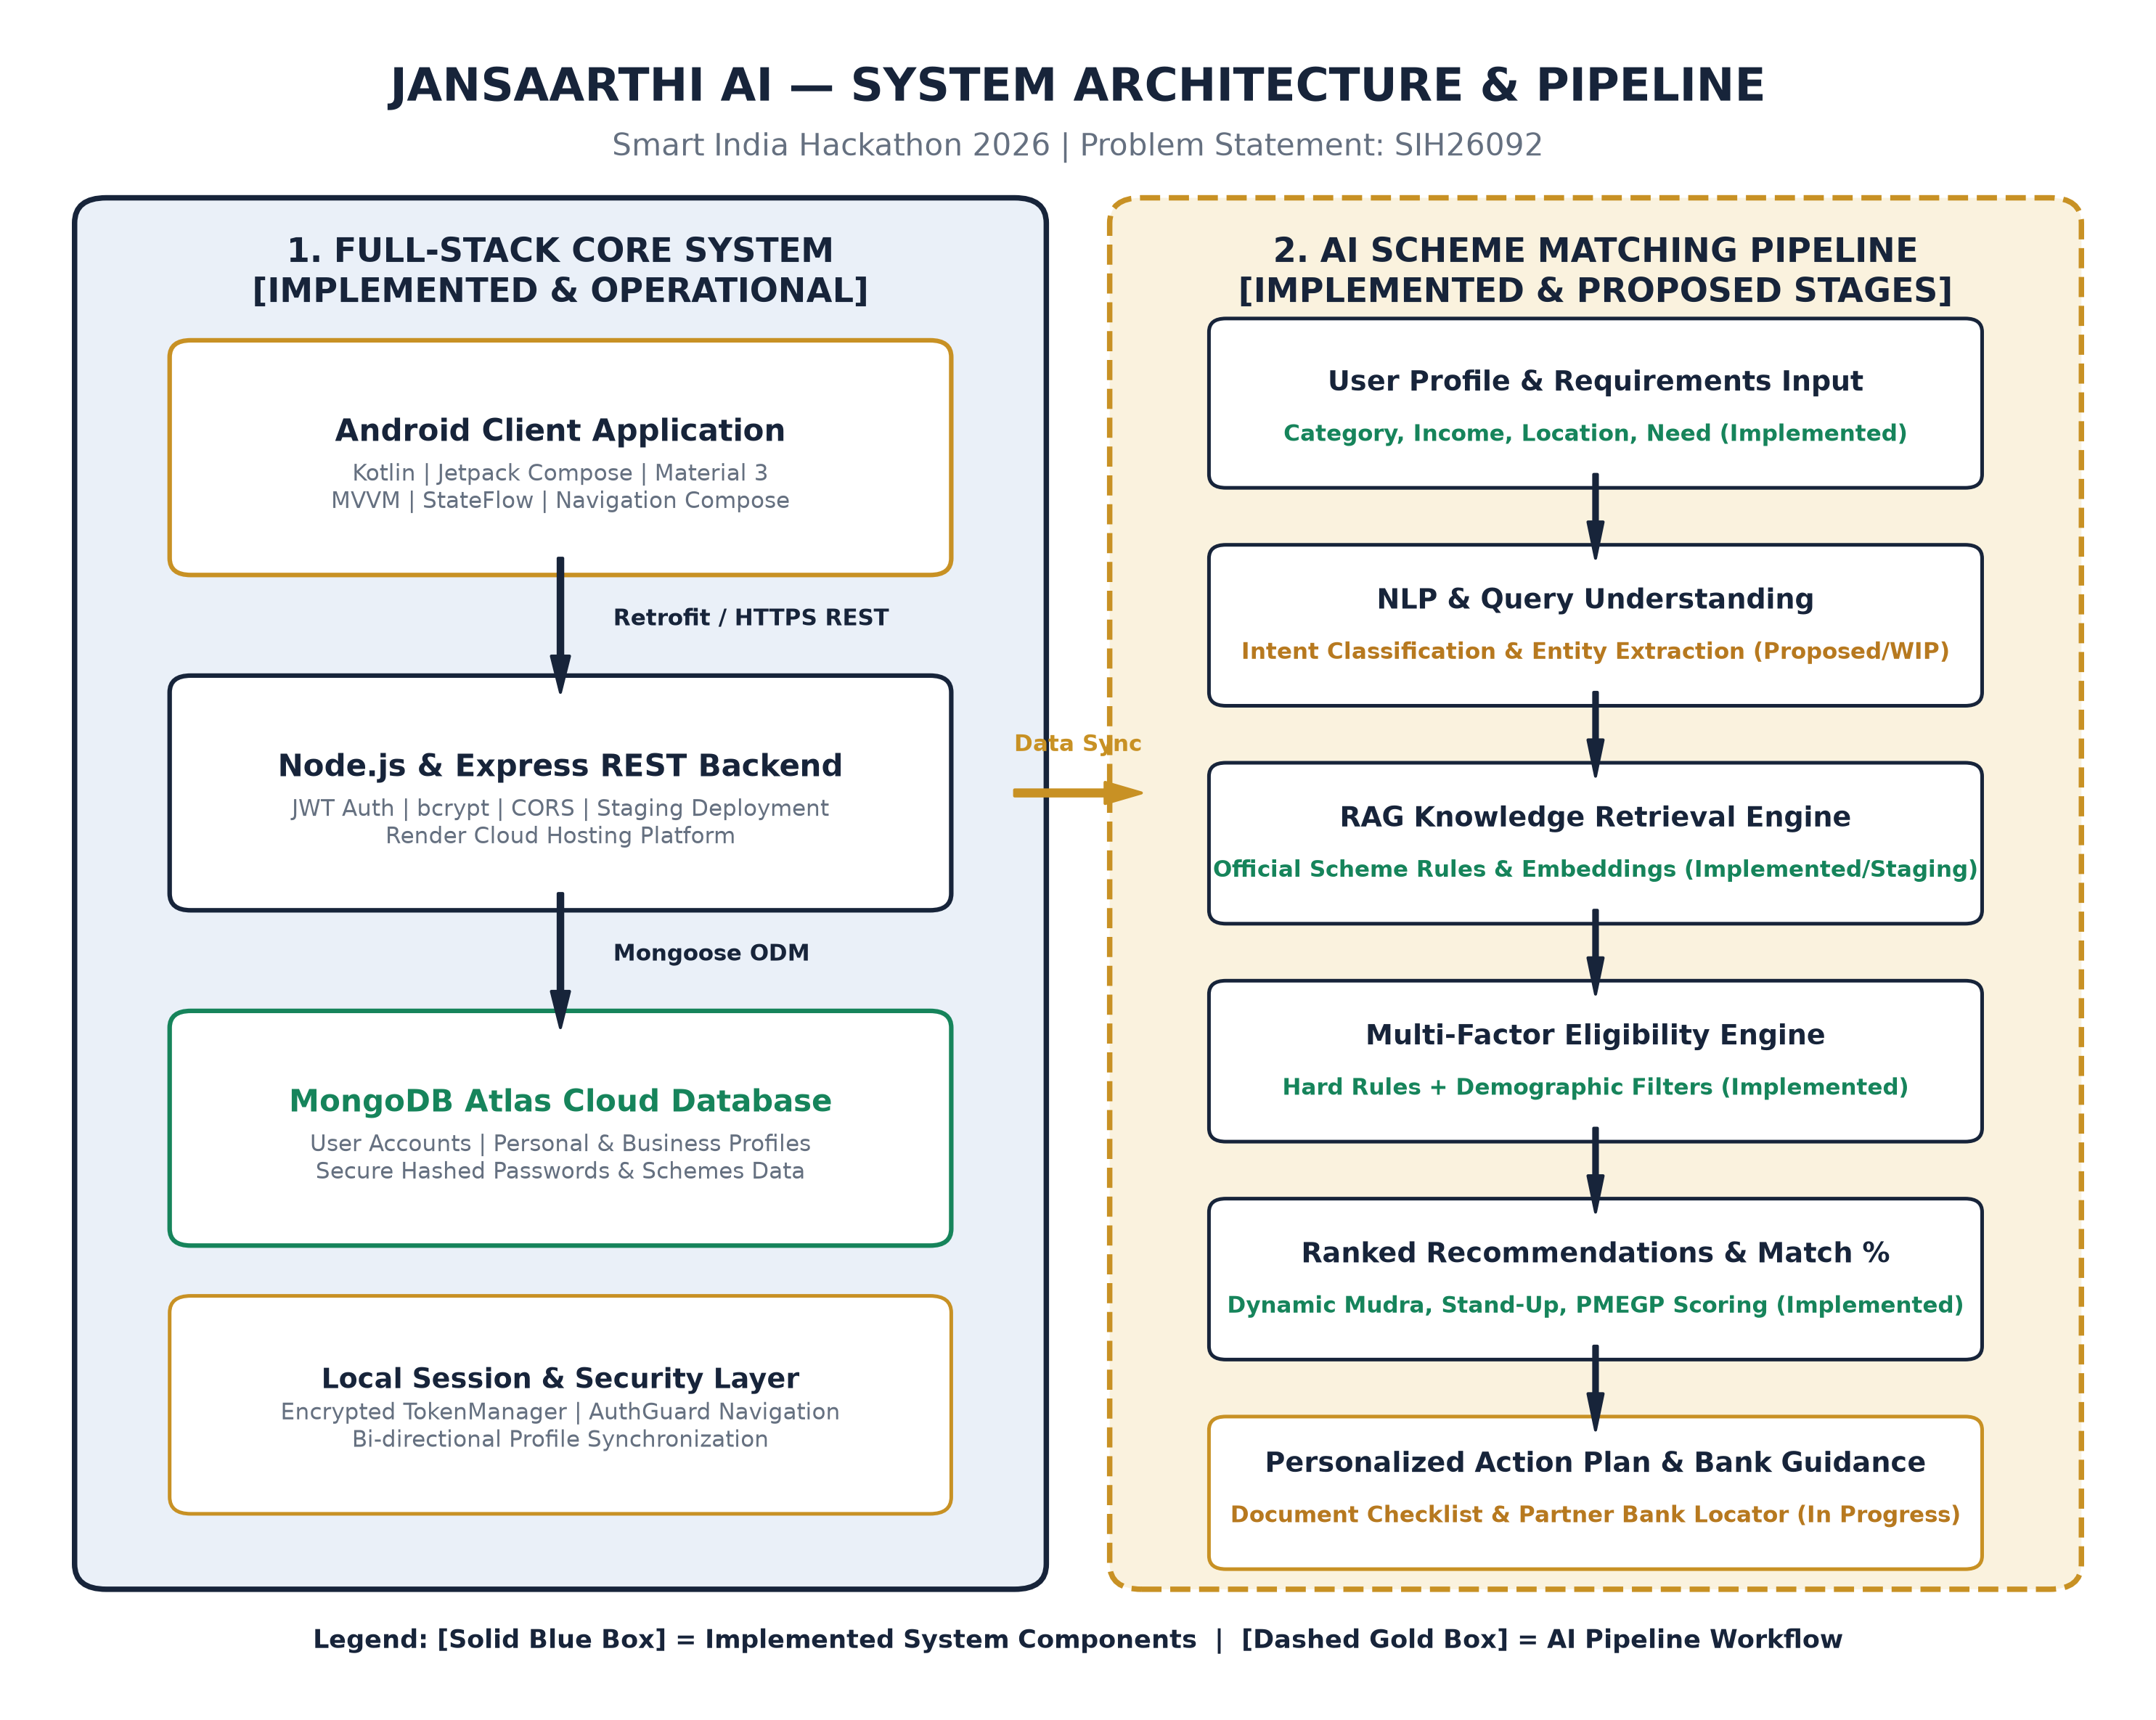 JANSAARTHI AI — SYSTEM ARCHITECTURE & PIPELINE
Smart India Hackathon 2026 | Problem Statement: SIH26092
1. FULL-STACK CORE SYSTEM
[IMPLEMENTED & OPERATIONAL]
Android Client Application
Kotlin | Jetpack Compose | Material 3
MVVM | StateFlow | Navigation Compose
Retrofit / HTTPS REST
Node.js & Express REST Backend
JWT Auth | bcrypt | CORS | Staging Deployment
Render Cloud Hosting Platform
Mongoose ODM
MongoDB Atlas Cloud Database
User Accounts | Personal & Business Profiles
Secure Hashed Passwords & Schemes Data
Local Session & Security Layer
Encrypted TokenManager | AuthGuard Navigation
Bi-directional Profile Synchronization
Data Sync
2. AI SCHEME MATCHING PIPELINE
[IMPLEMENTED & PROPOSED STAGES]
User Profile & Requirements Input
Category, Income, Location, Need (Implemented)
NLP & Query Understanding
Intent Classification & Entity Extraction (Proposed/WIP)
RAG Knowledge Retrieval Engine
Official Scheme Rules & Embeddings (Implemented/Staging)
Multi-Factor Eligibility Engine
Hard Rules + Demographic Filters (Implemented)
Ranked Recommendations & Match %
Dynamic Mudra, Stand-Up, PMEGP Scoring (Implemented)
Personalized Action Plan & Bank Guidance
Document Checklist & Partner Bank Locator (In Progress)
Legend: [Solid Blue Box] = Implemented System Components | [Dashed Gold Box] = AI Pipeline Workflow